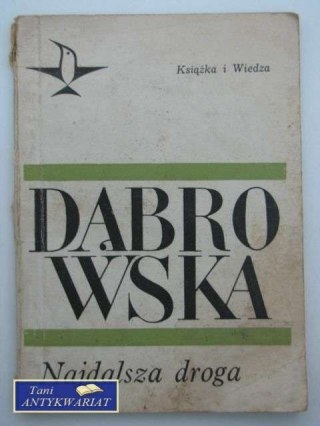 Książka i Wiedza
DĄBRO
WSKA
Najdalsza droga
Tani
ANTYKWARIAT